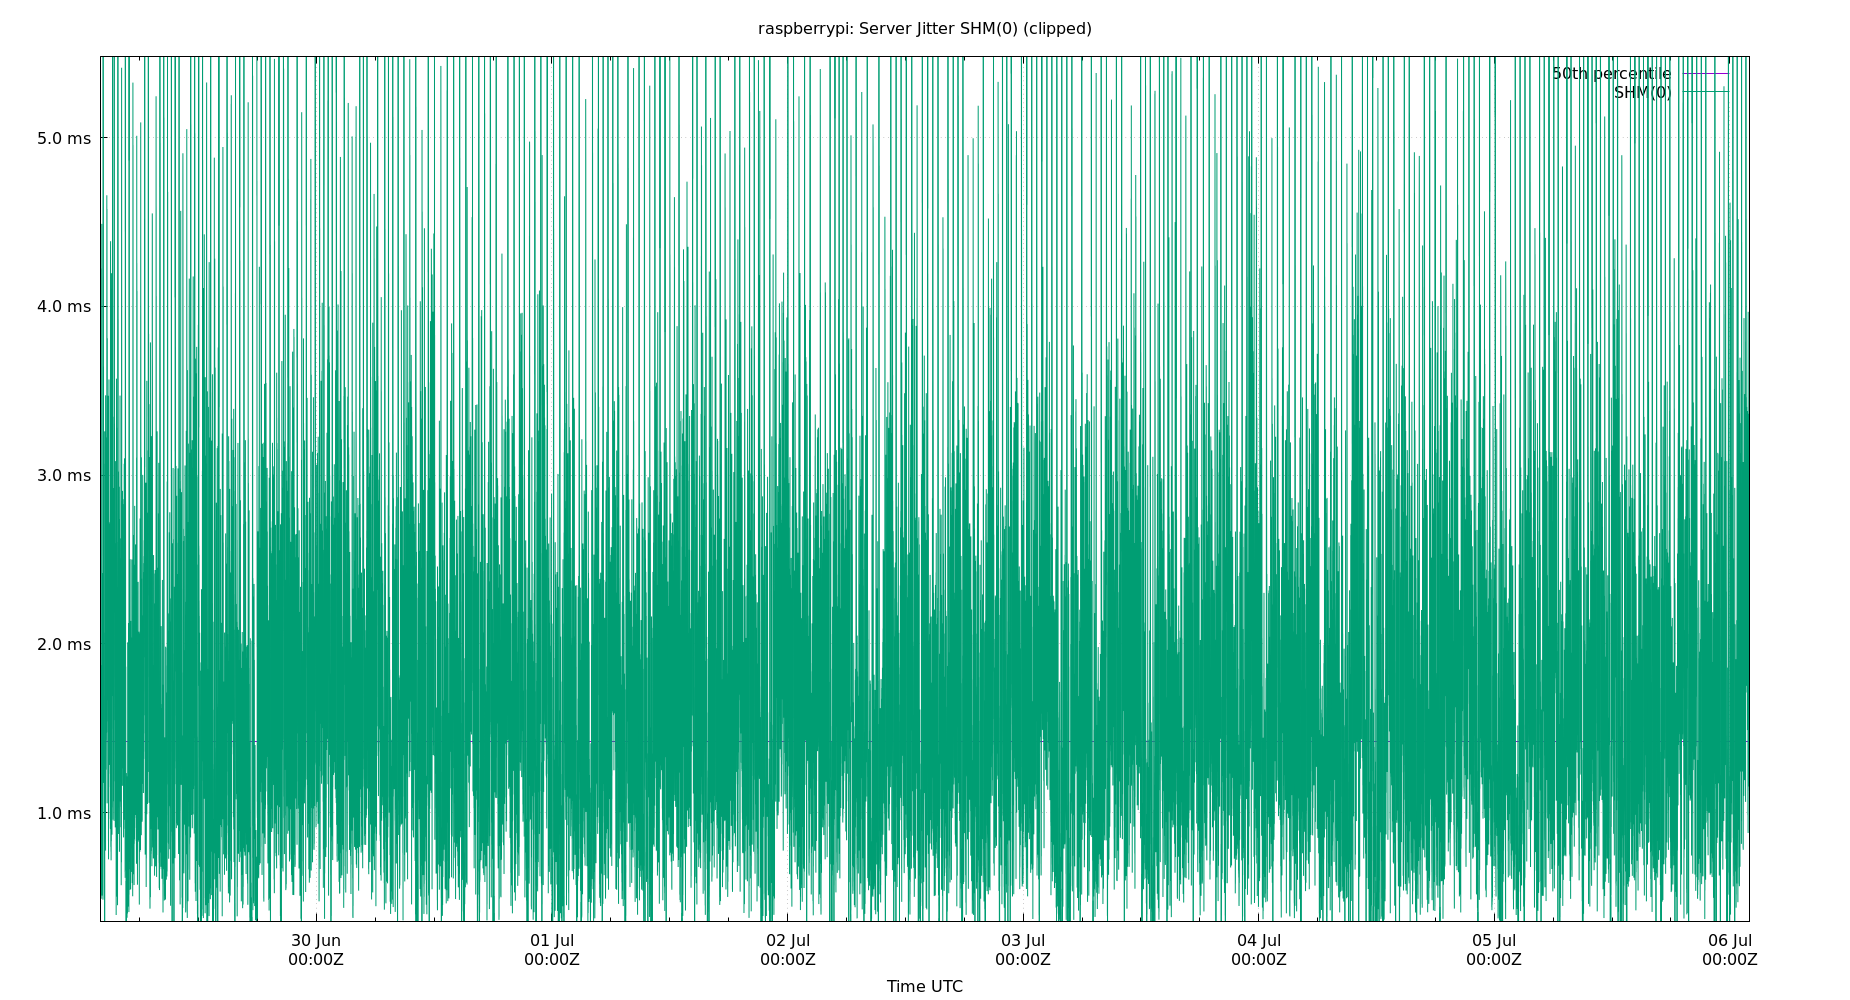 raspberrypi: Server Jitter SHM(0) (clipped)
50th percentile
SHM(0)
5.0 ms
4.0 ms
3.0 ms
2.0 ms
1.0 ms
30 Jun 01 Jul 02 Jul 03 Jul 04 Jul 05 Jul 06 Jul
00:00Z 00:00Z 00:00Z 00:00Z 00:00Z 00:00Z 00:00Z
Time UTC